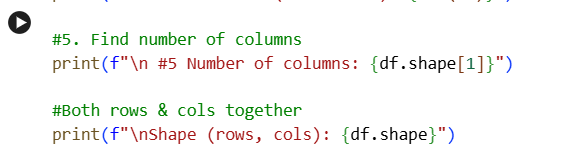 #5. Find number of columns
print(f"\n #5 Number of columns: {df.shape[1]}")
#Both rows & cols together
print(f"\nShape (rows, cols): {df.shape}")